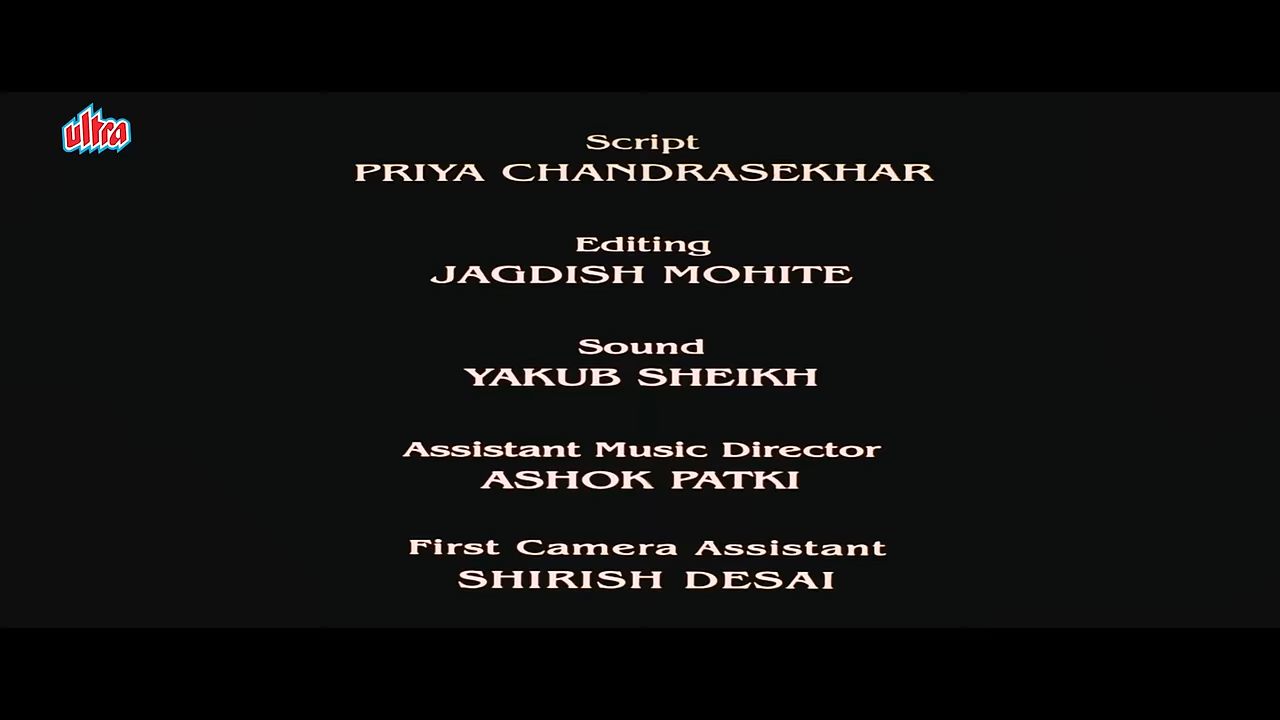 ultra
Script
PRIYA CHANDRASEKHAR
Editing
JAGDISH MOHITE
Sound
YAKUB SHEIKH
Assistant Music Director
ASHOK PATKI
First Camera Assistant
SHIRISH DESAI